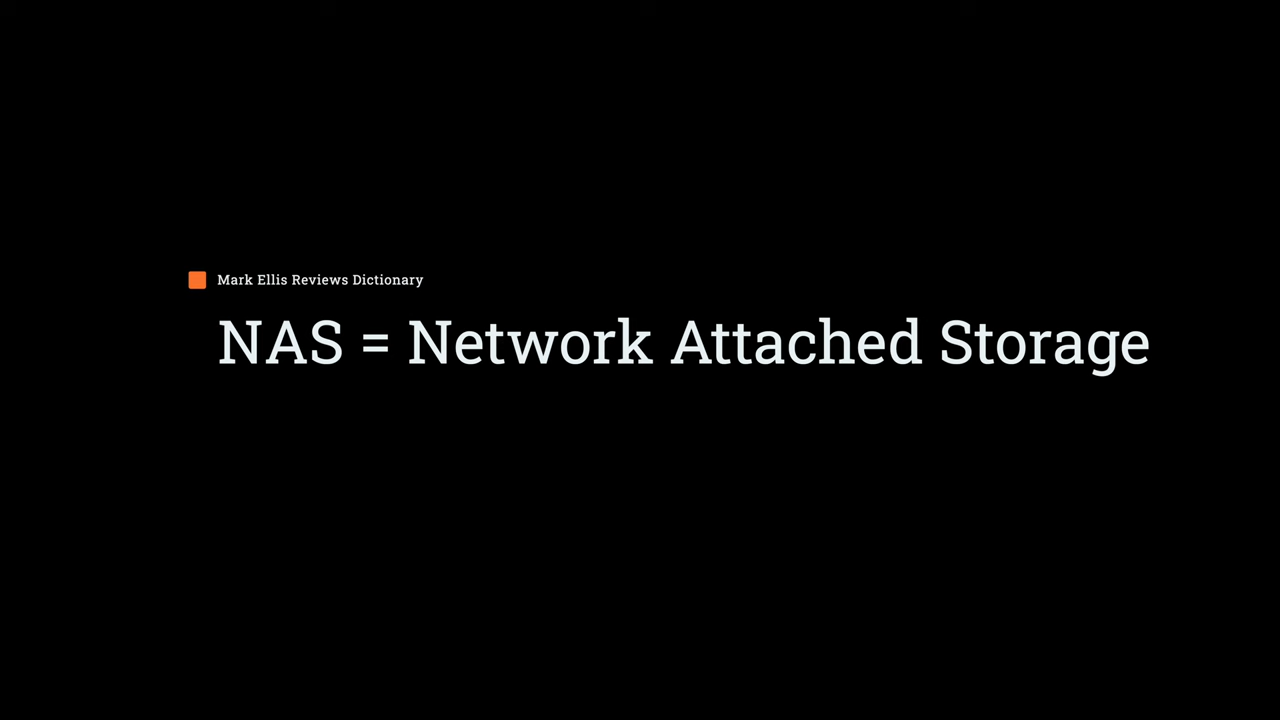 Mark Ellis Reviews Dictionary
NAS = Network Attached Storage